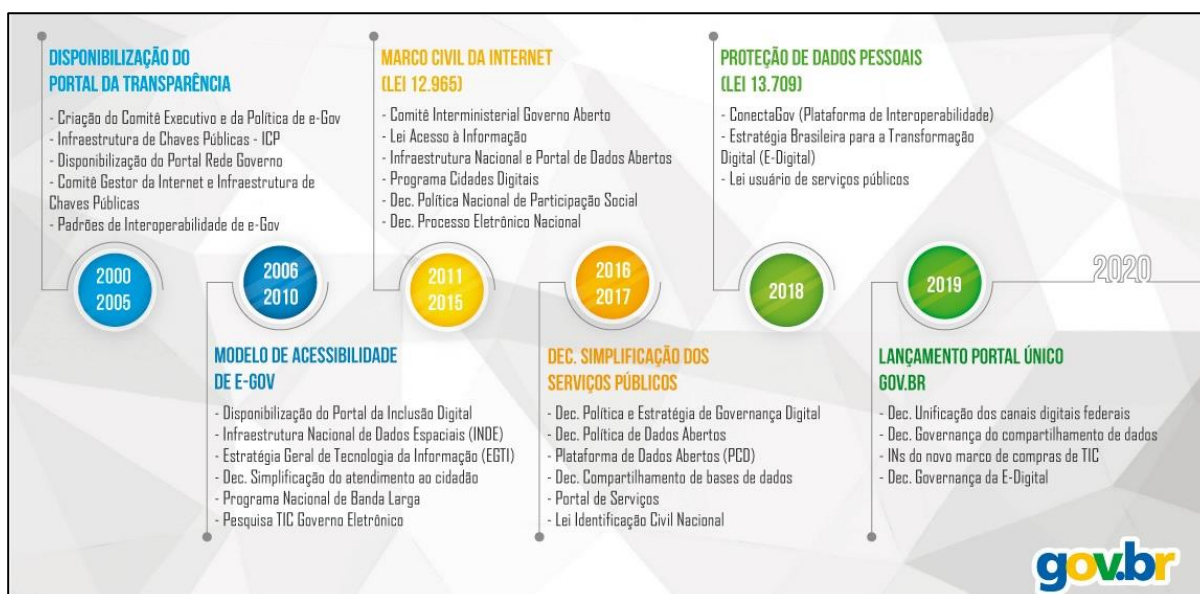 DISPONIBILIZAÇÃO DO
PORTAL DA TRANSPARÊNCIA
- Criação do Comitê Executivo e da Política de e-Gov
- Infraestrutura de Chaves Públicas - ICP
- Disponibilização do Portal Rede Governo
- Comitê Gestor da Internet e Infraestrutura de
Chaves Públicas
- Padrões de Interoperabilidade de e-Gov
MARCO CIVIL DA INTERNET
(LEI 12.965)
- Comitê Interministerial Governo Aberto
- Lei Acesso à Informação
- Infraestrutura Nacional e Portal de Dados Abertos
- Programa Cidades Digitais
- Dec. Política Nacional de Participação Social
- Dec. Processo Eletrônico Nacional
PROTEÇÃO DE DADOS PESSOAIS
(LEI 13.709)
- ConectaGov (Plataforma de Interoperabilidade)
- Estratégia Brasileira para a Transformação
Digital (E-Digital)
- Lei usuário de serviços públicos
2000
2005
2006
2010
2011
2015
2016
2017
2018
2019
2020
MODELO DE ACESSIBILIDADE
DE E-GOV
- Disponibilização do Portal da Inclusão Digital
- Infraestrutura Nacional de Dados Espaciais (INDE)
- Estratégia Geral de Tecnologia da Informação (EGTI)
- Dec. Simplificação do atendimento ao cidadão
- Programa Nacional de Banda Larga
- Pesquisa TIC Governo Eletrônico
DEC. SIMPLIFICAÇÃO DOS
SERVIÇOS PÚBLICOS
- Dec. Política e Estratégia de Governança Digital
- Dec. Política de Dados Abertos
- Plataforma de Dados Abertos (PCD)
- Dec. Compartilhamento de bases de dados
- Portal de Serviços
- Lei Identificação Civil Nacional
LANÇAMENTO PORTAL ÚNICO
GOV.BR
- Dec. Unificação dos canais digitais federais
- Dec. Governança do compartilhamento de dados
- INs do novo marco de compras de TIC
- Dec. Governança da E-Digital
gov.br